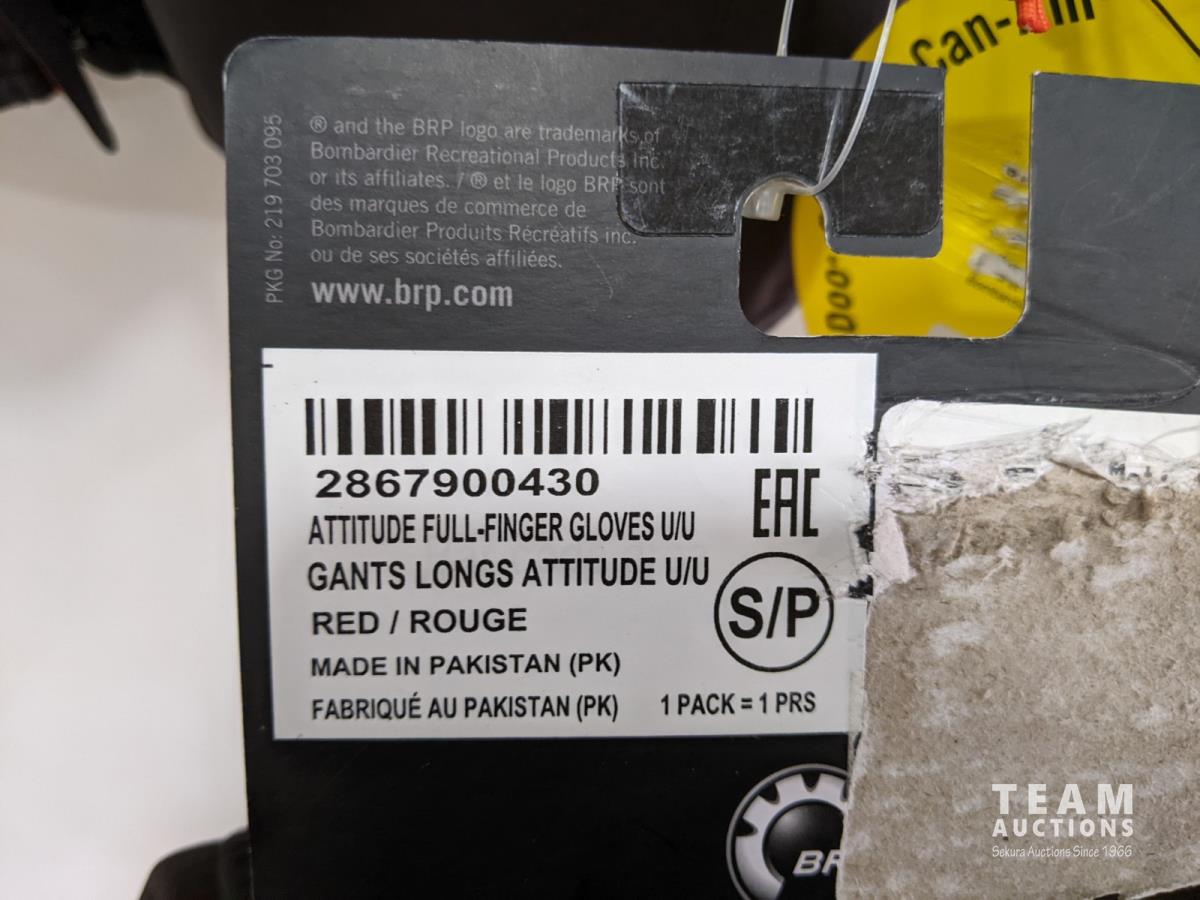 Can-
PKG No: 219 703 095
® and the BRP logo are trademarks of
Bombardier Recreational Products Inc.
or its affiliates. / ® et le logo BRP sont
des marques de commerce de
Bombardier Produits Récréatifs inc.
ou de ses sociétés affiliées.
www.brp.com
2867900430
EAC
ATTITUDE FULL-FINGER GLOVES U/U
GANTS LONGS ATTITUDE U/U
S/P
RED / ROUGE
MADE IN PAKISTAN (PK)
FABRIQUÉ AU PAKISTAN (PK) 1 PACK = 1 PRS
TEAM
AUCTIONS
Sekura Auctions Since 1966